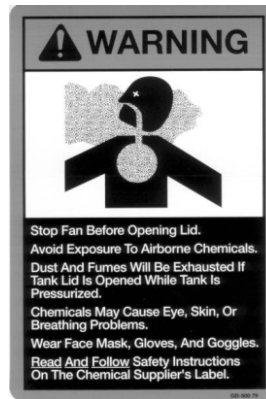 WARNING
Stop Fan Before Opening Lid.
Avoid Exposure To Airborne Chemicals.
Dust And Fumes Will Be Exhausted If
Tank Lid Is Opened While Tank Is
Pressurized.
Chemicals May Cause Eye, Skin, Or
Breathing Problems.
Wear Face Mask, Gloves, And Goggles.
Read And Follow Safety Instructions
On The Chemical Supplier's Label.